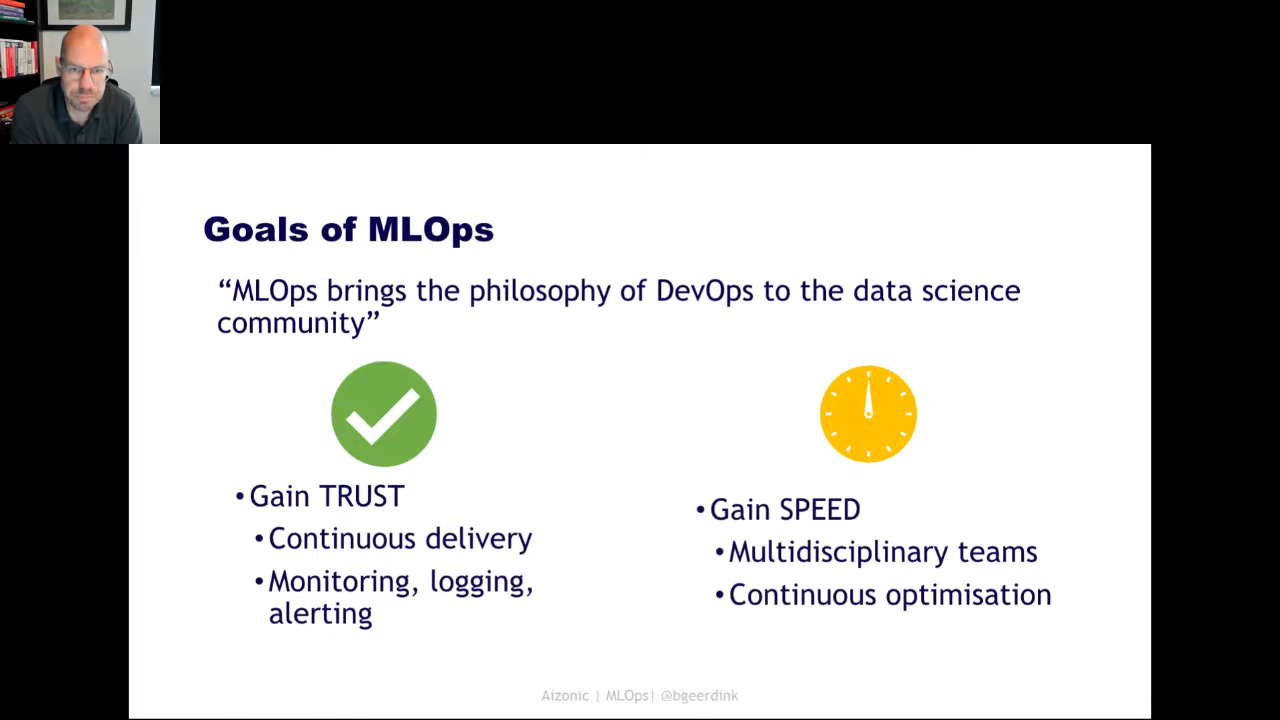 Goals of MLOps
“MLOps brings the philosophy of DevOps to the data science
community”
•Gain TRUST
•Continuous delivery
•Monitoring, logging,
alerting
•Gain SPEED
•Multidisciplinary teams
•Continuous optimisation
Aizonic | MLOps| @bgeerdink